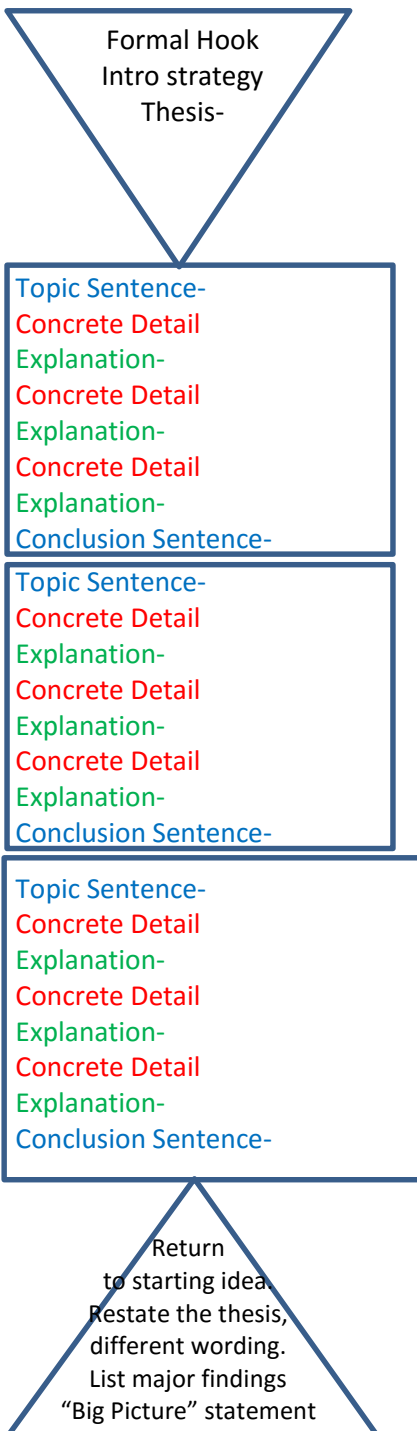 Formal Hook
Intro strategy
Thesis-
Topic Sentence-
Concrete Detail
Explanation-
Concrete Detail
Explanation-
Concrete Detail
Explanation-
Conclusion Sentence-
Topic Sentence-
Concrete Detail
Explanation-
Concrete Detail
Explanation-
Concrete Detail
Explanation-
Conclusion Sentence-
Topic Sentence-
Concrete Detail
Explanation-
Concrete Detail
Explanation-
Concrete Detail
Explanation-
Conclusion Sentence-
Return
to starting idea.
Restate the thesis,
different wording.
List major findings
“Big Picture” statement